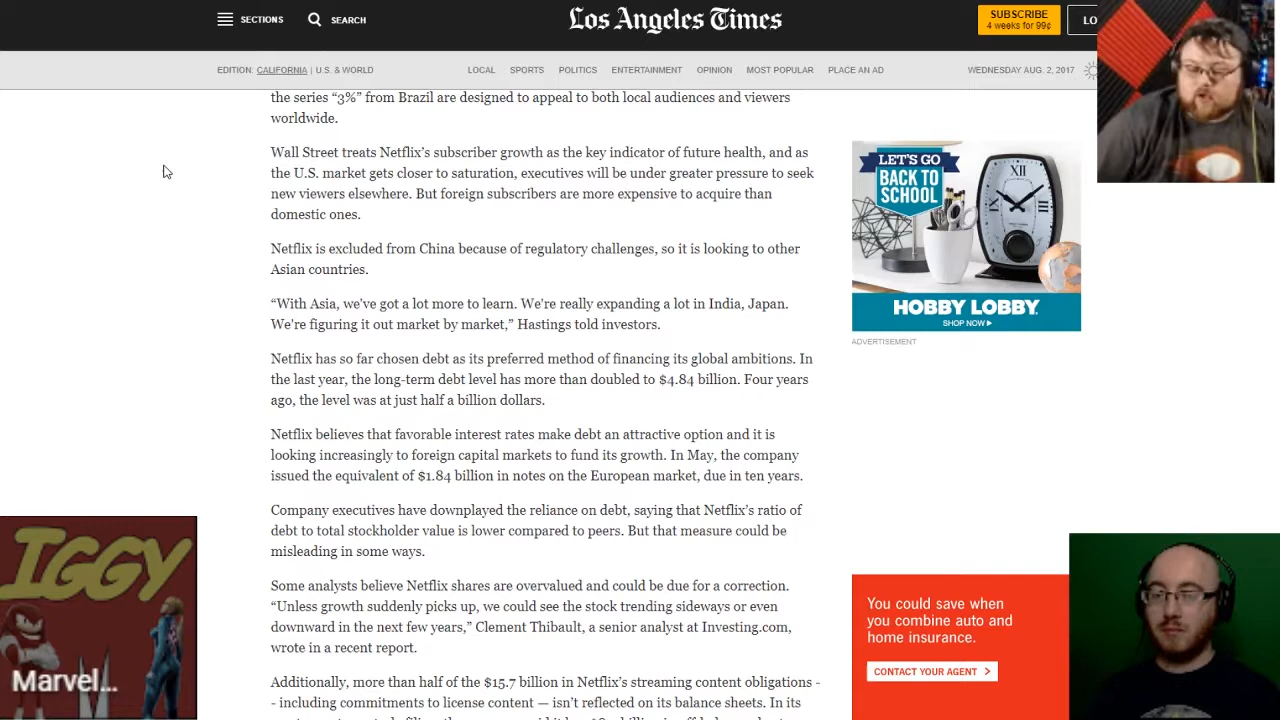 SECTIONS
SEARCH
Los Angeles Times
SUBSCRIBE
4 weeks for 99¢
LO
EDITION: CALIFORNIA | U.S. & WORLD
LOCAL SPORTS POLITICS ENTERTAINMENT OPINION MOST POPULAR PLACE AN AD
WEDNESDAY AUG. 2, 2017
the series “3%” from Brazil are designed to appeal to both local audiences and viewers
worldwide.
Wall Street treats Netflix’s subscriber growth as the key indicator of future health, and as
the U.S. market gets closer to saturation, executives will be under greater pressure to seek
new viewers elsewhere. But foreign subscribers are more expensive to acquire than
domestic ones.
Netflix is excluded from China because of regulatory challenges, so it is looking to other
Asian countries.
“With Asia, we’ve got a lot more to learn. We're really expanding a lot in India, Japan.
We're figuring it out market by market,” Hastings told investors.
Netflix has so far chosen debt as its preferred method of financing its global ambitions. In
the last year, the long-term debt level has more than doubled to $4.84 billion. Four years
ago, the level was at just half a billion dollars.
Netflix believes that favorable interest rates make debt an attractive option and it is
looking increasingly to foreign capital markets to fund its growth. In May, the company
issued the equivalent of $1.84 billion in notes on the European market, due in ten years.
Company executives have downplayed the reliance on debt, saying that Netflix’s ratio of
debt to total stockholder value is lower compared to peers. But that measure could be
misleading in some ways.
Some analysts believe Netflix shares are overvalued and could be due for a correction.
“Unless growth suddenly picks up, we could see the stock trending sideways or even
downward in the next few years,” Clement Thibault, a senior analyst at Investing.com,
wrote in a recent report.
Additionally, more than half of the $15.7 billion in Netflix's streaming content obligations -
- including commitments to license content — isn’t reflected on its balance sheets. In its
LET'S GO
BACK TO
SCHOOL
XII
HOBBY LOBBY
SHOP NOW
ADVERTISEMENT
You could save when
you combine auto and
home insurance.
CONTACT YOUR AGENT
IGGY
Marvel...